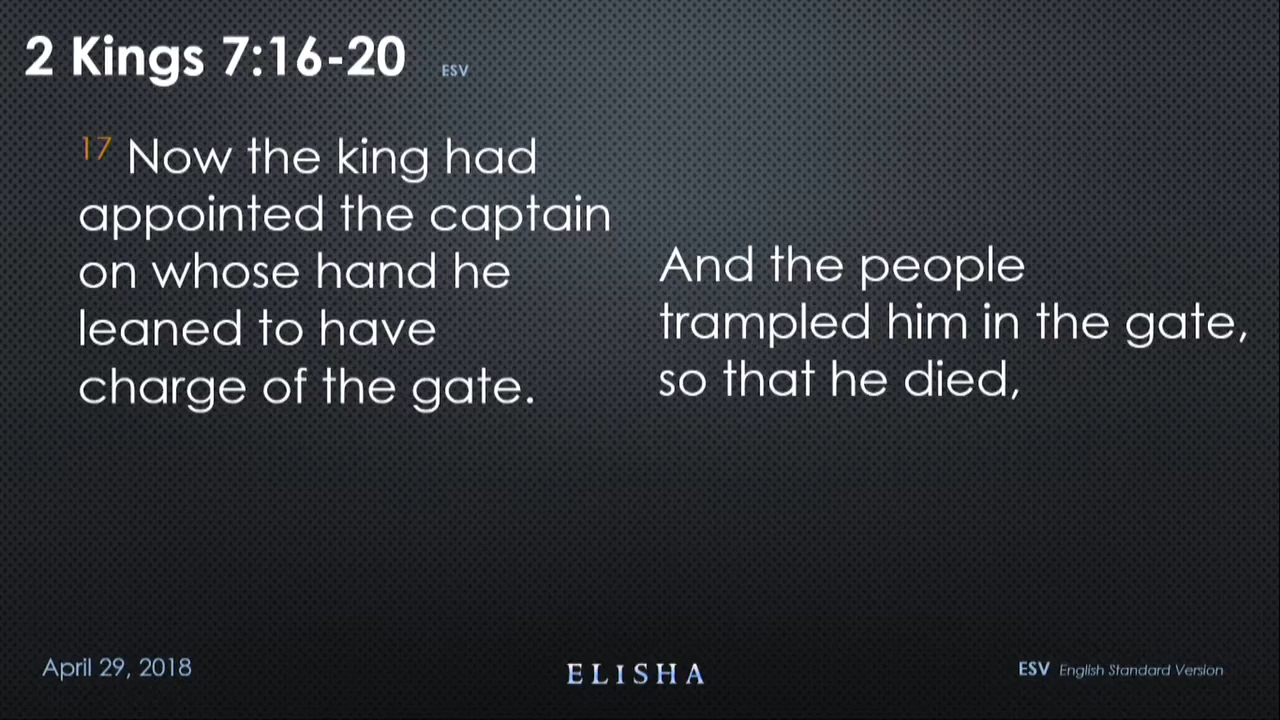 2 Kings 7:16-20 ESV
17 Now the king had
appointed the captain
on whose hand he
leaned to have
charge of the gate.
And the people
trampled him in the gate,
so that he died,
April 29, 2018
ELISHA
ESV English Standard Version